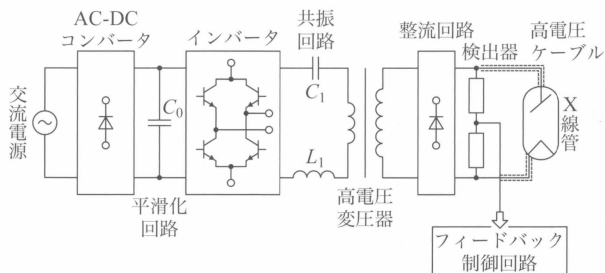 AC-DC
コンバータ
インバータ
共振
回路
整流回路
検出器
高電圧
ケーブル
交流電源
C0
C1
L1
X線管
平滑化
回路
高電圧
変圧器
フィードバック
制御回路